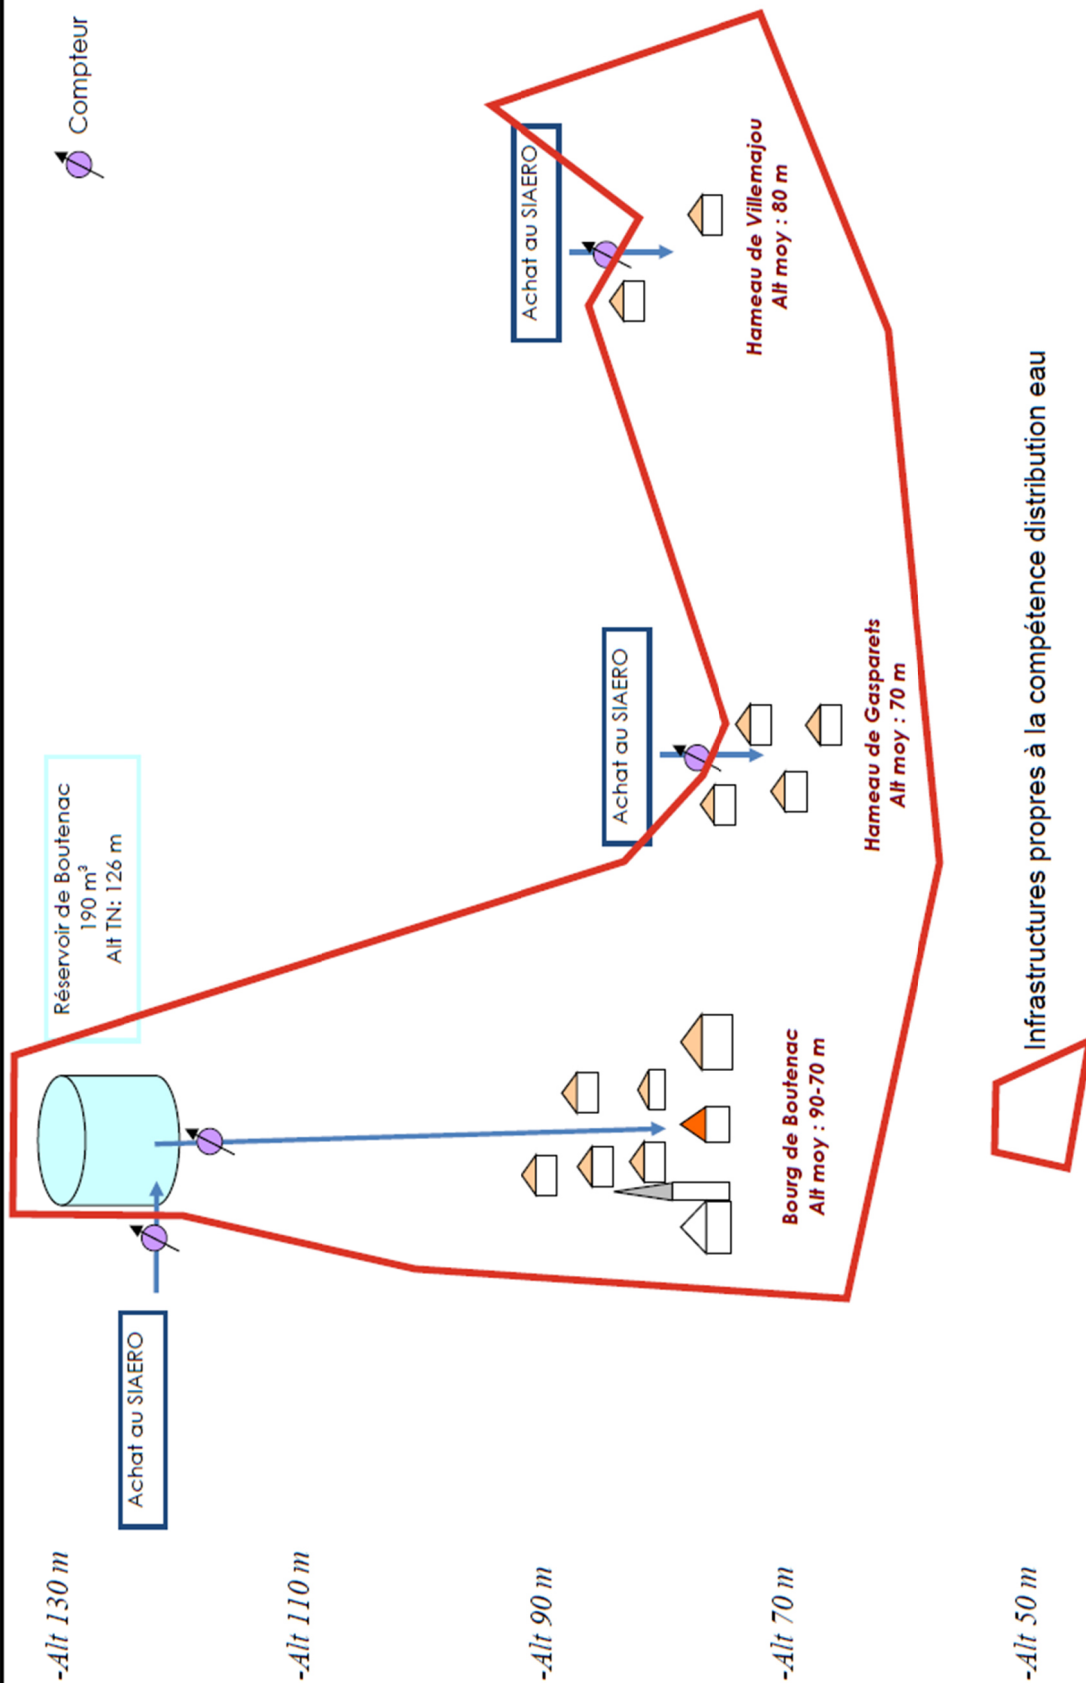 Compteur
Réservoir de Boutenac
190 m³
Alt TN: 126 m
Achat au SIAERO
Achat au SIAERO
Achat au SIAERO
-Alt 130 m
-Alt 110 m
-Alt 90 m
-Alt 70 m
-Alt 50 m
Bourg de Boutenac
Alt moy : 90-70 m
Hameau de Gasparets
Alt moy : 70 m
Hameau de Villemajou
Alt moy : 80 m
Infrastructures propres à la compétence distribution eau